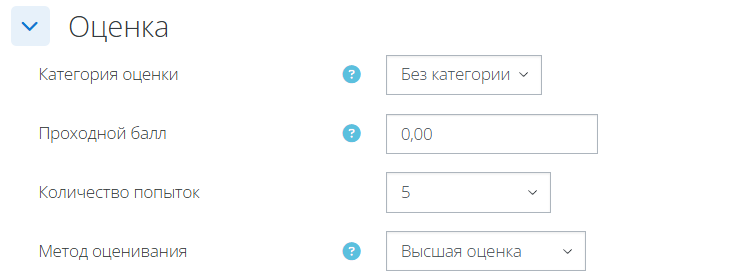 Оценка
Категория оценки ? Без категории
Проходной балл ? 0,00
Количество попыток 5
Метод оценивания ? Высшая оценка